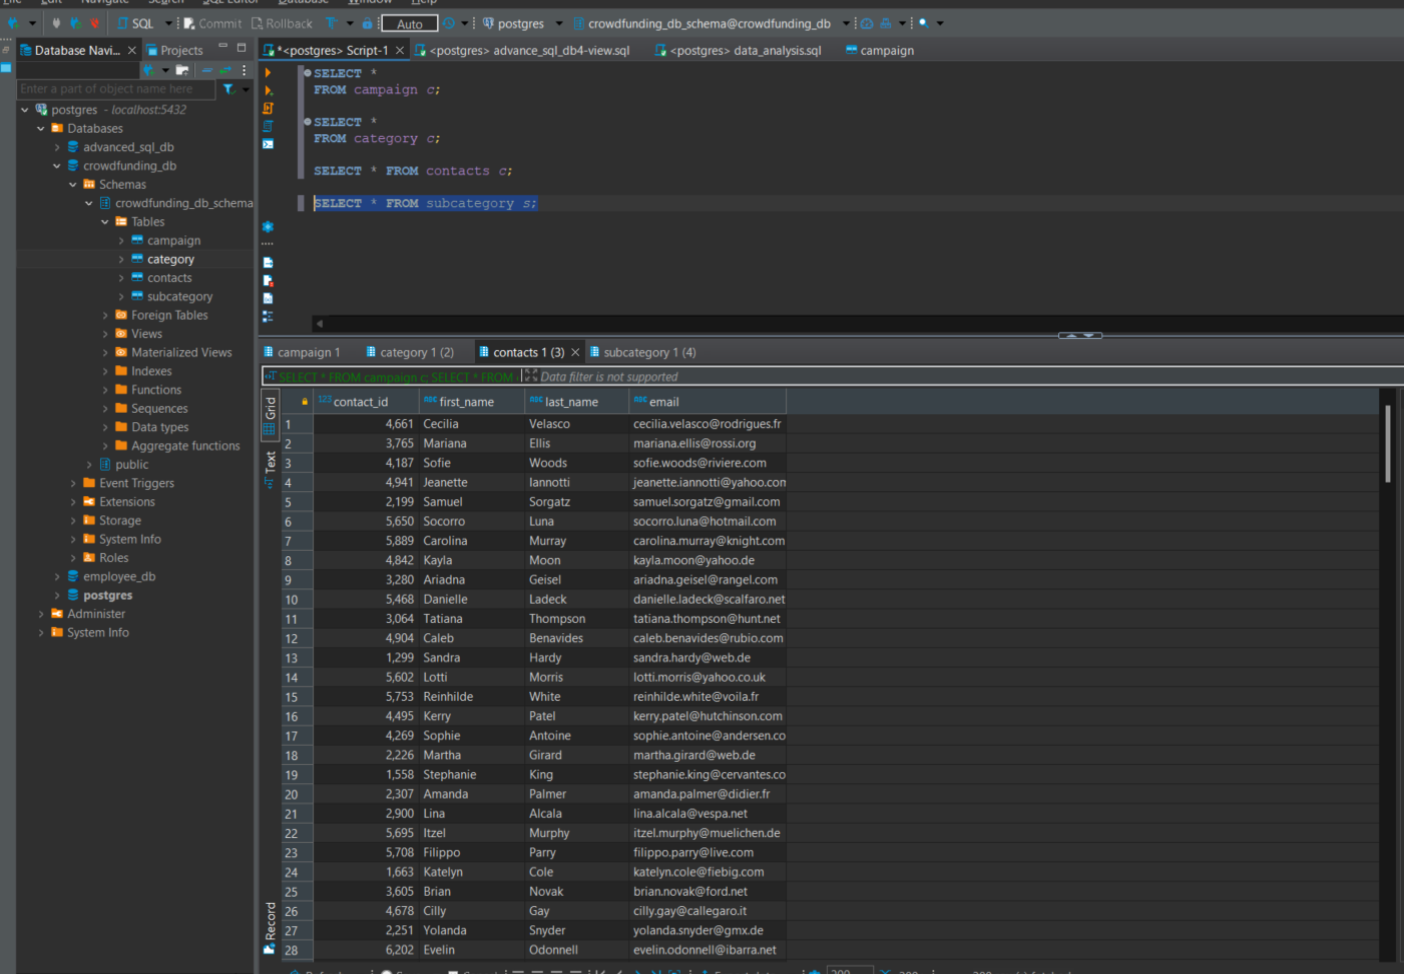 File Edit Navigate Search SQL Editor Database Window Help
SQL Commit Rollback Auto postgres crowdfunding_db_schema@crowdfunding_db
Database Navi... Projects
*<postgres> Script-1 <postgres> advance_sql_db4-view.sql <postgres> data_analysis.sql campaign
Enter a part of object name here
postgres - localhost:5432
Databases
advanced_sql_db
crowdfunding_db
Schemas
crowdfunding_db_schema
Tables
campaign
category
contacts
subcategory
Foreign Tables
Views
Materialized Views
Indexes
Functions
Sequences
Data types
Aggregate functions
public
Event Triggers
Extensions
Storage
System Info
Roles
employee_db
postgres
Administer
System Info
SELECT *
FROM campaign c;
SELECT *
FROM category c;
SELECT * FROM contacts c;
SELECT * FROM subcategory s;
campaign 1 category 1 (2) contacts 1 (3) subcategory 1 (4)
SELECT * FROM campaign c; SELECT * FROM Data filter is not supported
Grid
Text
Record
123 contact_id ABC first_name ABC last_name ABC email
1 4,661 Cecilia Velasco cecilia.velasco@rodrigues.fr
2 3,765 Mariana Ellis mariana.ellis@rossi.org
3 4,187 Sofie Woods sofie.woods@riviere.com
4 4,941 Jeanette Iannotti jeanette.iannotti@yahoo.com
5 2,199 Samuel Sorgatz samuel.sorgatz@gmail.com
6 5,650 Socorro Luna socorro.luna@hotmail.com
7 5,889 Carolina Murray carolina.murray@knight.com
8 4,842 Kayla Moon kayla.moon@yahoo.de
9 3,280 Ariadna Geisel ariadna.geisel@rangel.com
10 5,468 Danielle Ladeck danielle.ladeck@scalfaro.net
11 3,064 Tatiana Thompson tatiana.thompson@hunt.net
12 4,904 Caleb Benavides caleb.benavides@rubio.com
13 1,299 Sandra Hardy sandra.hardy@web.de
14 5,602 Lotti Morris lotti.morris@yahoo.co.uk
15 5,753 Reinhilde White reinhilde.white@voila.fr
16 4,495 Kerry Patel kerry.patel@hutchinson.com
17 4,269 Sophie Antoine sophie.antoine@andersen.co
18 2,226 Martha Girard martha.girard@web.de
19 1,558 Stephanie King stephanie.king@cervantes.co
20 2,307 Amanda Palmer amanda.palmer@didier.fr
21 2,900 Lina Alcala lina.alcala@vespa.net
22 5,695 Itzel Murphy itzel.murphy@muelichen.de
23 5,708 Filippo Parry filippo.parry@live.com
24 1,663 Katelyn Cole katelyn.cole@fiebig.com
25 3,605 Brian Novak brian.novak@ford.net
26 4,678 Cilly Gay cilly.gay@callegaro.it
27 2,251 Yolanda Snyder yolanda.snyder@gmx.de
28 6,202 Evelin Odonnell evelin.odonnell@ibarra.net